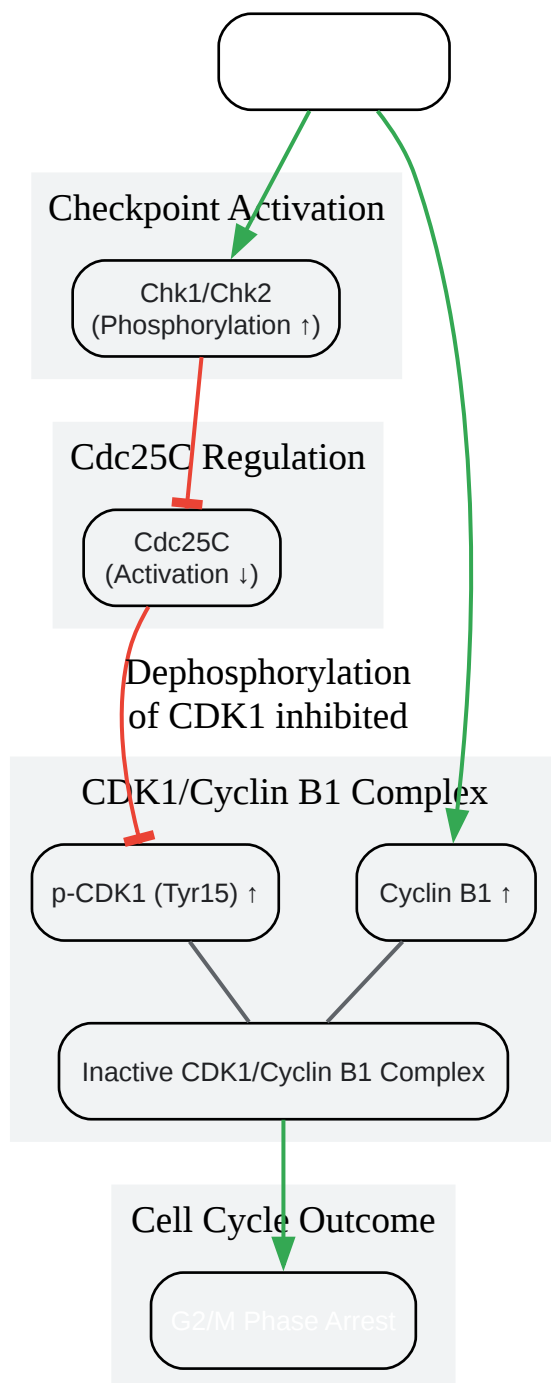 Checkpoint Activation
Chk1/Chk2
(Phosphorylation ↑)
Cdc25C Regulation
Cdc25C
(Activation ↓)
Dephosphorylation
of CDK1 inhibited
CDK1/Cyclin B1 Complex
p-CDK1 (Tyr15) ↑
Cyclin B1 ↑
Inactive CDK1/Cyclin B1 Complex
Cell Cycle Outcome
G2/M Phase Arrest